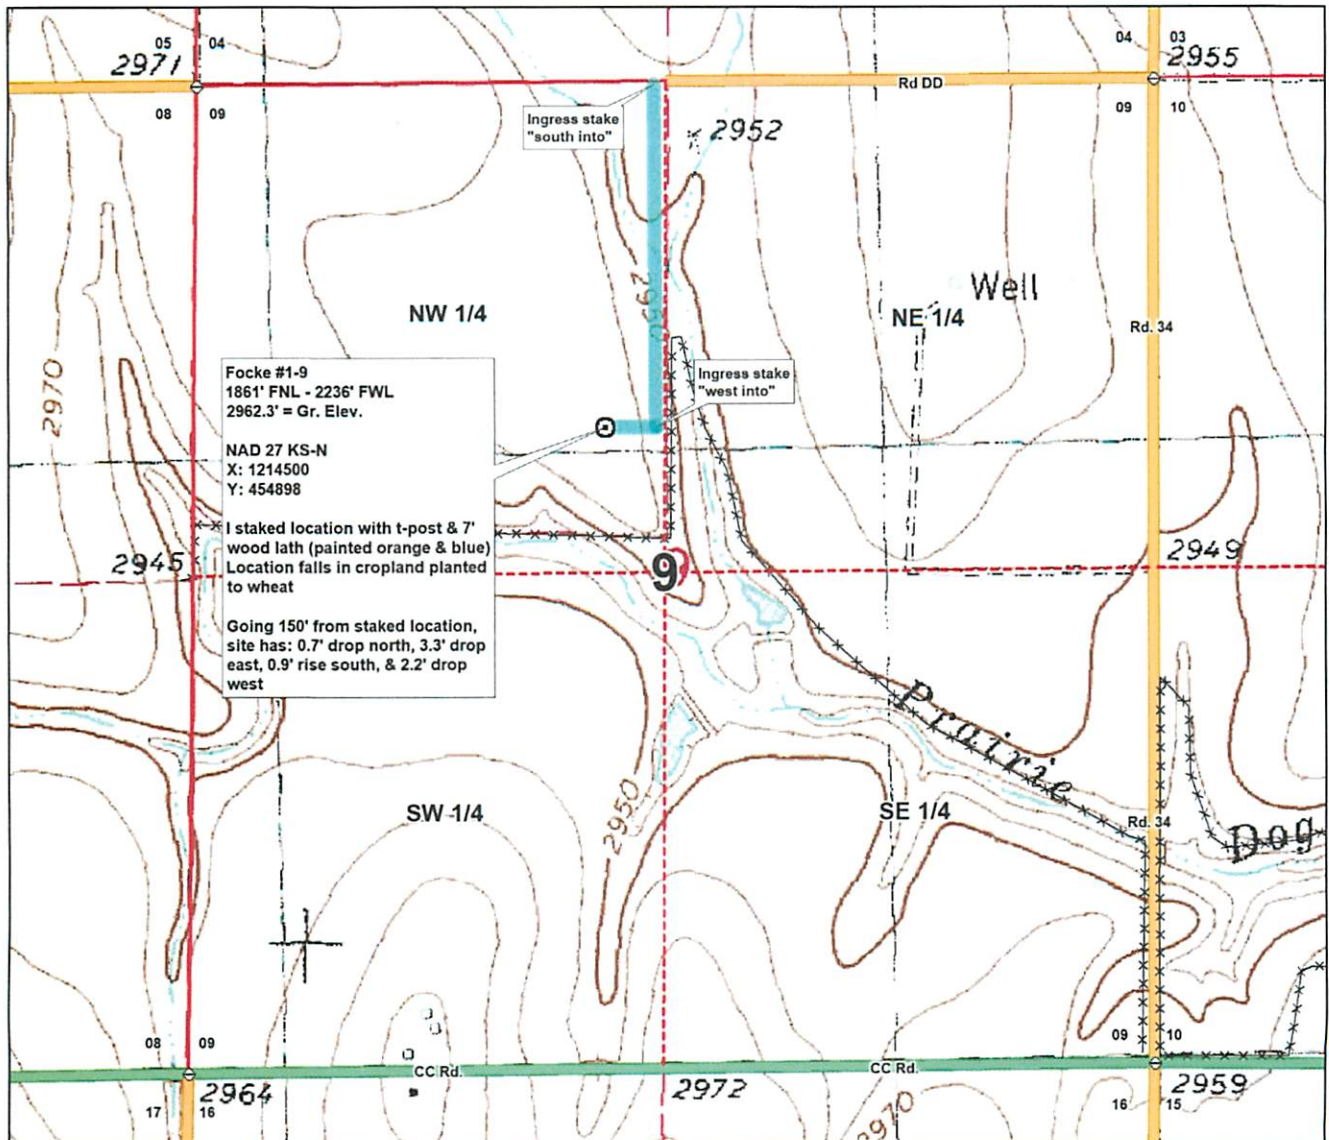 05 04
2971
04 03
2955
Rd DD
08 09
09 10
Ingress stake
"south into"
2952
2960
Well
NW 1/4
NE 1/4
Rd. 34
Focke #1-9
1861' FNL - 2236' FWL
2962.3' = Gr. Elev.
NAD 27 KS-N
X: 1214500
Y: 454898
I staked location with t-post & 7'
wood lath (painted orange & blue)
Location falls in cropland planted
to wheat
Going 150' from staked location,
site has: 0.7' drop north, 3.3' drop
east, 0.9' rise south, & 2.2' drop
west
Ingress stake
"west into"
2970
2945
9
2949
Prairie
Dog
2950
SW 1/4
SE 1/4
Rd. 34
08 09
09 10
CC Rd.
CC Rd.
2964
2972
2959
17 16
16 15
2970